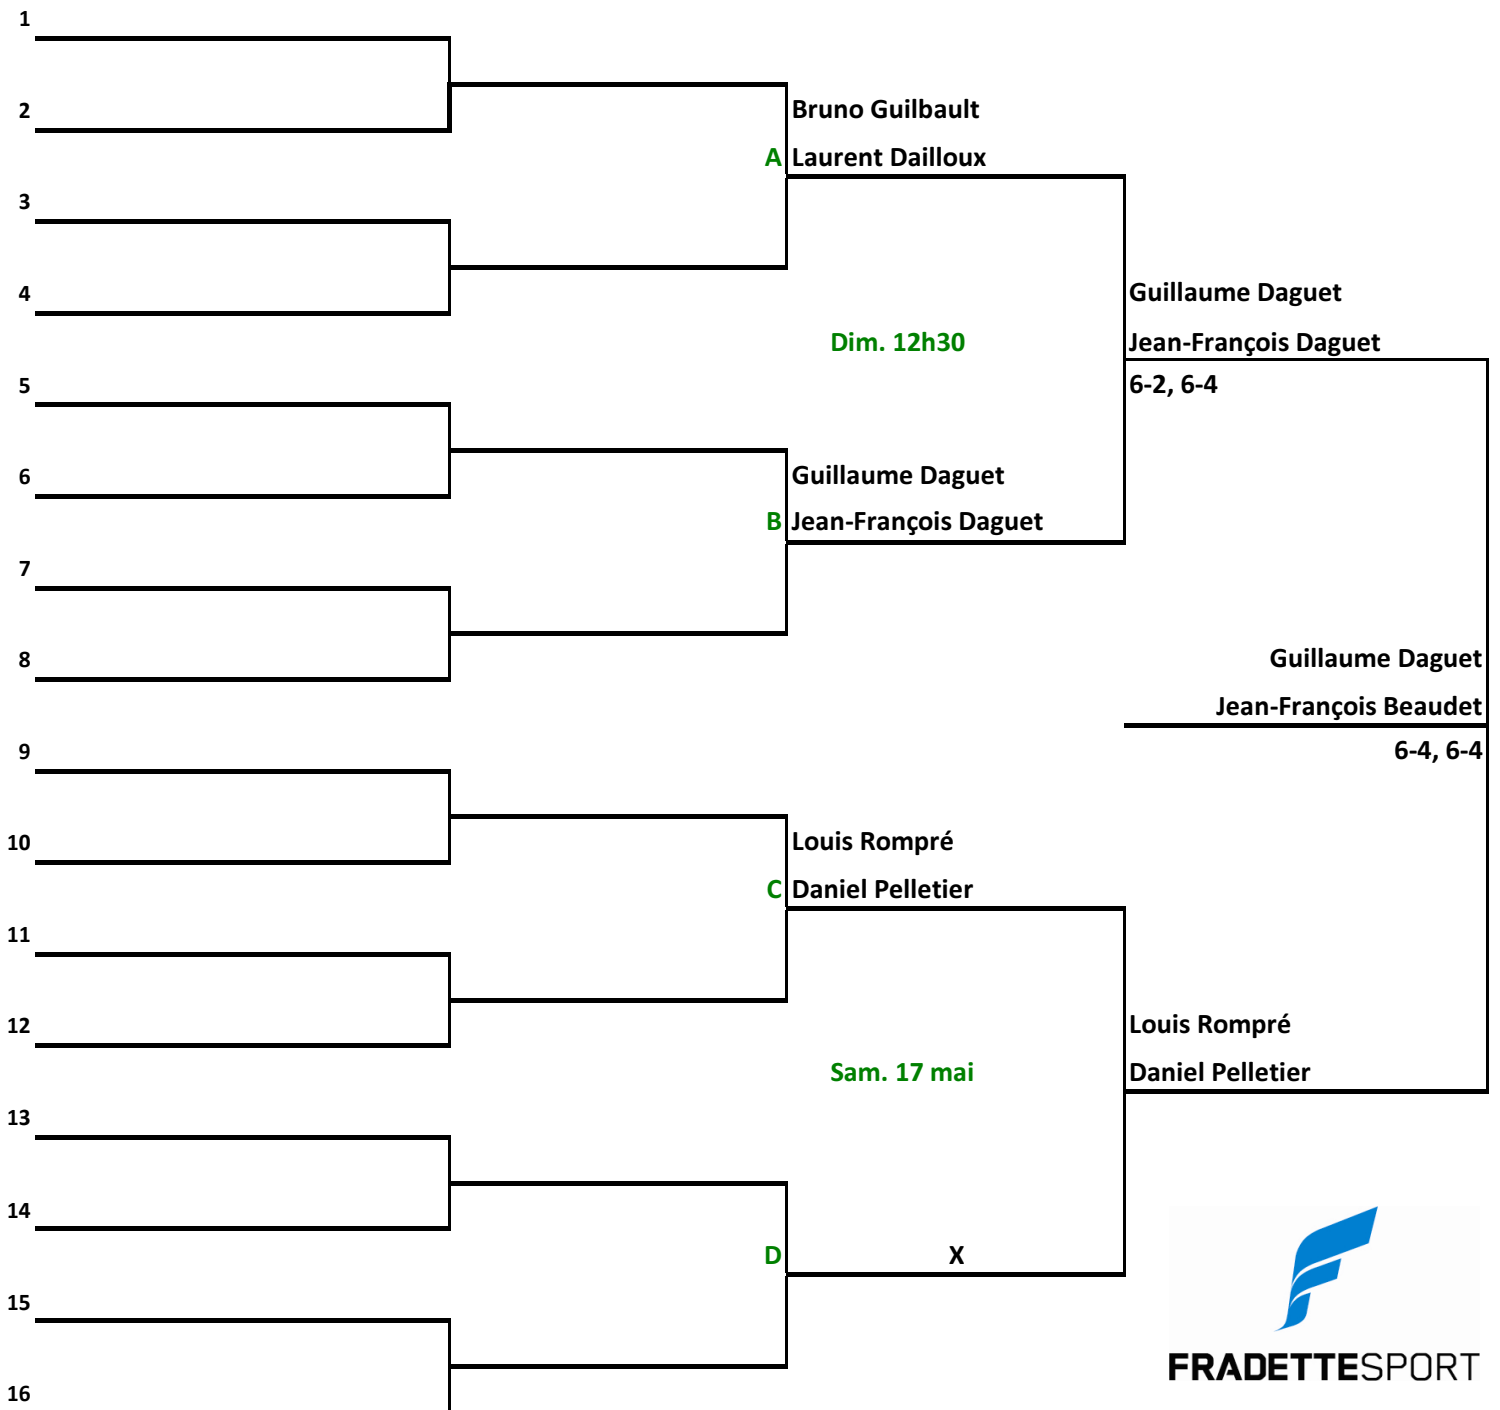 1
2
Bruno Guilbault
A Laurent Dailloux
3
4
Guillaume Daguet
Dim. 12h30
Jean-François Daguet
5
6-2, 6-4
6
Guillaume Daguet
B Jean-François Daguet
7
8
Guillaume Daguet
Jean-François Beaudet
9
6-4, 6-4
10
Louis Rompré
C Daniel Pelletier
11
12
Louis Rompré
Sam. 17 mai
Daniel Pelletier
13
14
D
X
15
FRADETTESPORT
16